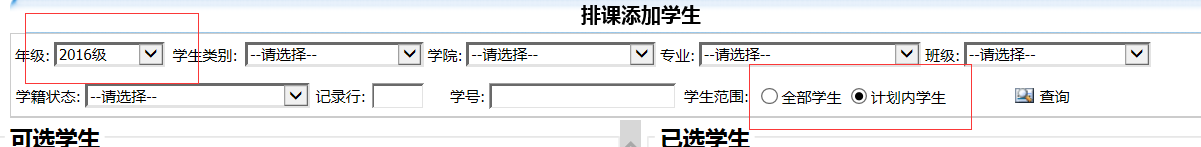 排课添加学生
年级: 2016级 学生类别: --请选择-- 学院: --请选择-- 专业: --请选择-- 班级: --请选择--
学籍状态: --请选择-- 记录行: 学号: 学生范围: 全部学生 计划内学生 查询
可选学生 已选学生